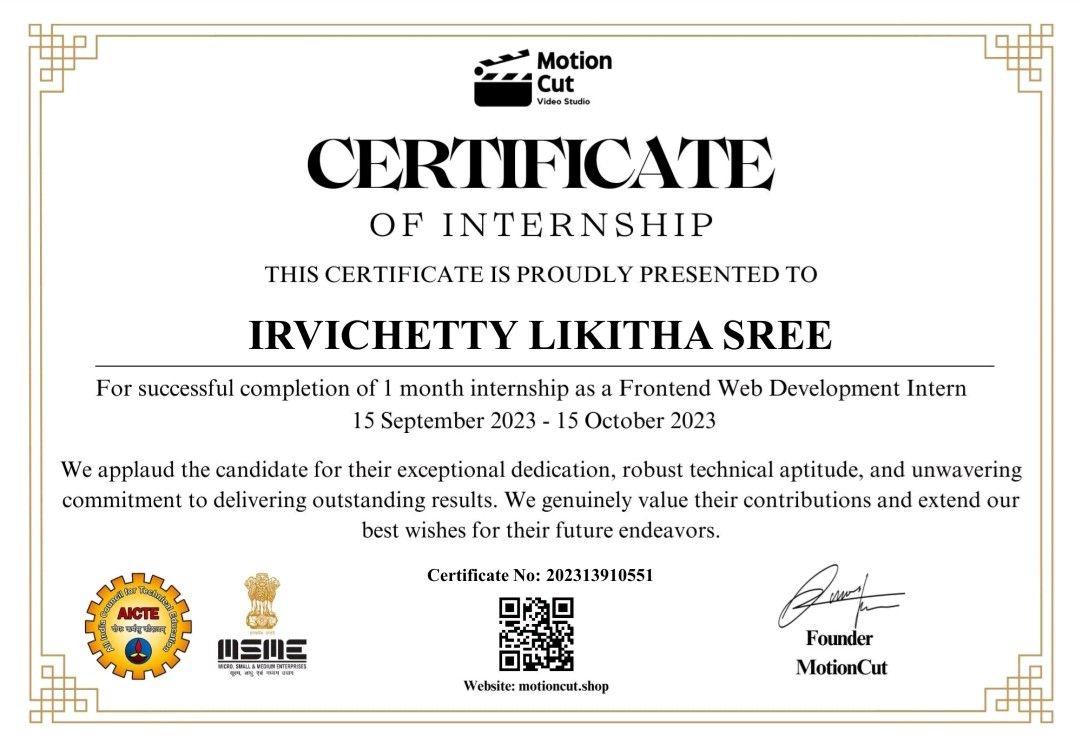 Motion
Cut
Video Studio
CERTIFICATE
OF INTERNSHIP
THIS CERTIFICATE IS PROUDLY PRESENTED TO
IRVICHETTY LIKITHA SREE
For successful completion of 1 month internship as a Frontend Web Development Intern
15 September 2023 - 15 October 2023
We applaud the candidate for their exceptional dedication, robust technical aptitude, and unwavering
commitment to delivering outstanding results. We genuinely value their contributions and extend our
best wishes for their future endeavors.
Certificate No: 202313910551
All India Council for Technical Education
AICTE
योगः कर्मसु कौशलम्
MSME
MICRO, SMALL & MEDIUM ENTERPRISES
सूक्ष्म, लघु एवं मध्यम उद्यम
Founder
MotionCut
Website: motioncut.shop